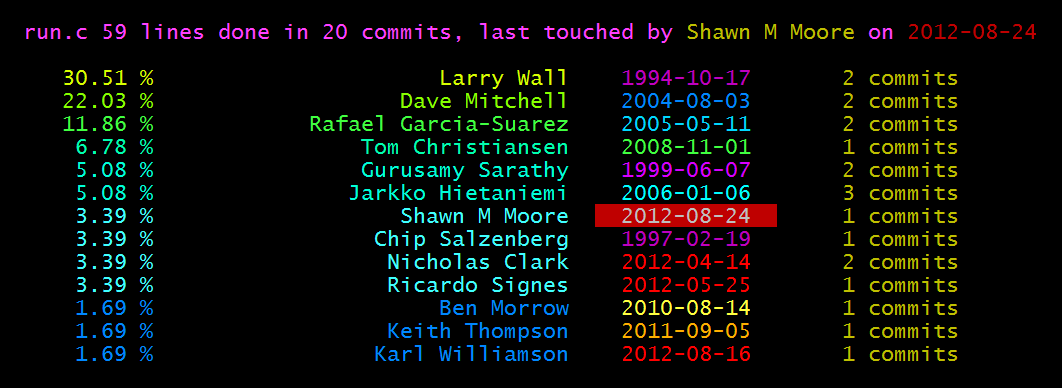 run.c 59 lines done in 20 commits, last touched by Shawn M Moore on 2012-08-24
30.51 % Larry Wall 1994-10-17 2 commits
22.03 % Dave Mitchell 2004-08-03 2 commits
11.86 % Rafael Garcia-Suarez 2005-05-11 2 commits
6.78 % Tom Christiansen 2008-11-01 1 commits
5.08 % Gurusamy Sarathy 1999-06-07 2 commits
5.08 % Jarkko Hietaniemi 2006-01-06 3 commits
3.39 % Shawn M Moore 2012-08-24 1 commits
3.39 % Chip Salzenberg 1997-02-19 1 commits
3.39 % Nicholas Clark 2012-04-14 2 commits
3.39 % Ricardo Signes 2012-05-25 1 commits
1.69 % Ben Morrow 2010-08-14 1 commits
1.69 % Keith Thompson 2011-09-05 1 commits
1.69 % Karl Williamson 2012-08-16 1 commits